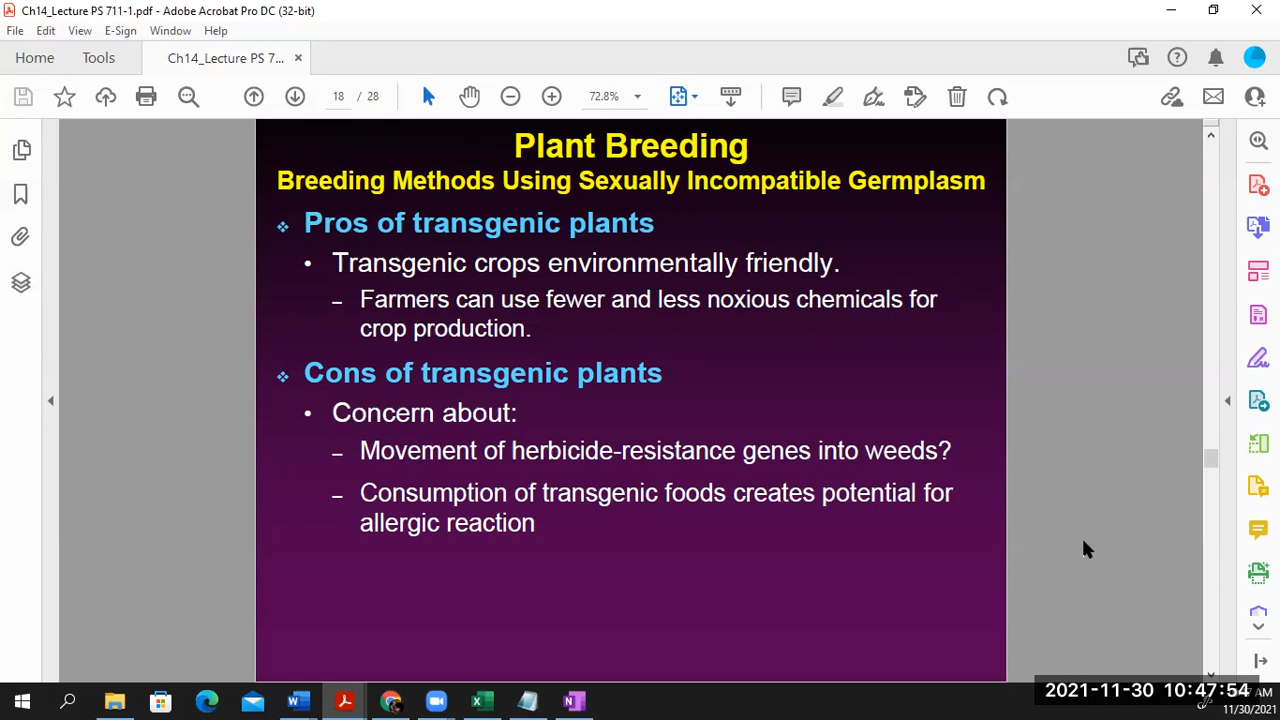 Ch14_Lecture PS 711-1.pdf - Adobe Acrobat Pro DC (32-bit)
File Edit View E-Sign Window Help
Home Tools Ch14_Lecture PS 7... ×
18 / 28 72.8%
Plant Breeding
Breeding Methods Using Sexually Incompatible Germplasm
❖ Pros of transgenic plants
• Transgenic crops environmentally friendly.
– Farmers can use fewer and less noxious chemicals for
crop production.
❖ Cons of transgenic plants
• Concern about:
– Movement of herbicide-resistance genes into weeds?
– Consumption of transgenic foods creates potential for
allergic reaction
2021-11-30 10:47:54
AM
11/30/2021